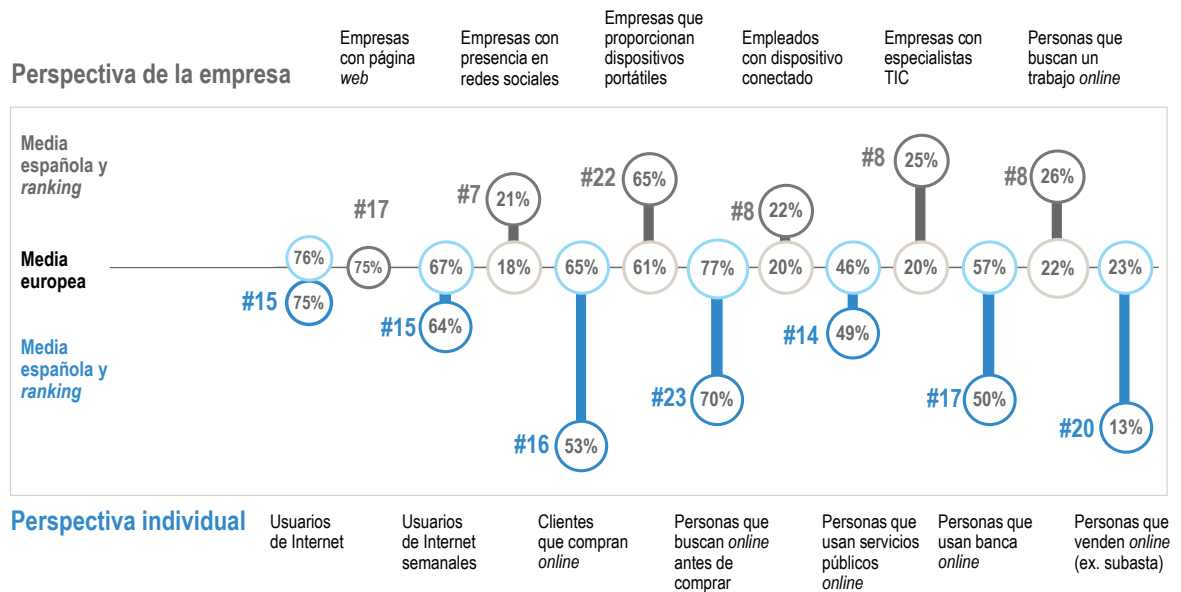 Perspectiva de la empresa
Empresas
con página
web
Empresas con
presencia en
redes sociales
Empresas que
proporcionan
dispositivos
portátiles
Empleados
con dispositivo
conectado
Empresas con
especialistas
TIC
Personas que
buscan un
trabajo online
Media
española y
ranking
#17
#7
21%
#22
65%
#8
22%
#8
25%
#8
26%
Media
europea
76%
75%
67%
18%
65%
61%
77%
20%
46%
20%
57%
22%
23%
Media
española y
ranking
#15
75%
#15
64%
#16
53%
#23
70%
#14
49%
#17
50%
#20
13%
Perspectiva individual
Usuarios
de Internet
Usuarios
de Internet
semanales
Clientes
que compran
online
Personas que
buscan online
antes de
comprar
Personas que
usan servicios
públicos
online
Personas que
usan banca
online
Personas que
venden online
(ex. subasta)